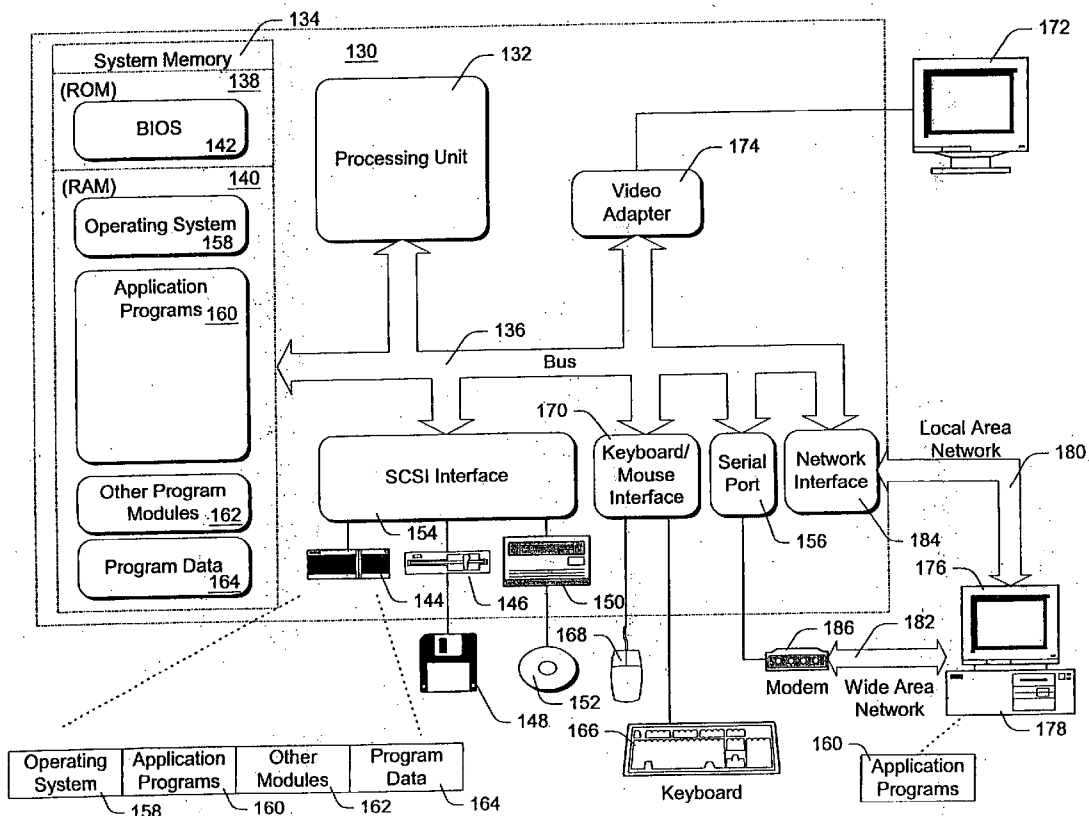 134
System Memory
138
(ROM)
BIOS
142
140
(RAM)
Operating System
158
Application
Programs 160
Other Program
Modules 162
Program Data
164
130
132
Processing Unit
174
Video
Adapter
172
136
Bus
SCSI Interface
154
170
Keyboard/
Mouse
Interface
Serial
Port
156
Network
Interface
184
Local Area
Network
180
144
146
150
148
152
168
166
Keyboard
186
Modem
182
Wide Area
Network
176
178
160
Application
Programs
Operating
System
158
Application
Programs
160
Other
Modules
162
Program
Data
164